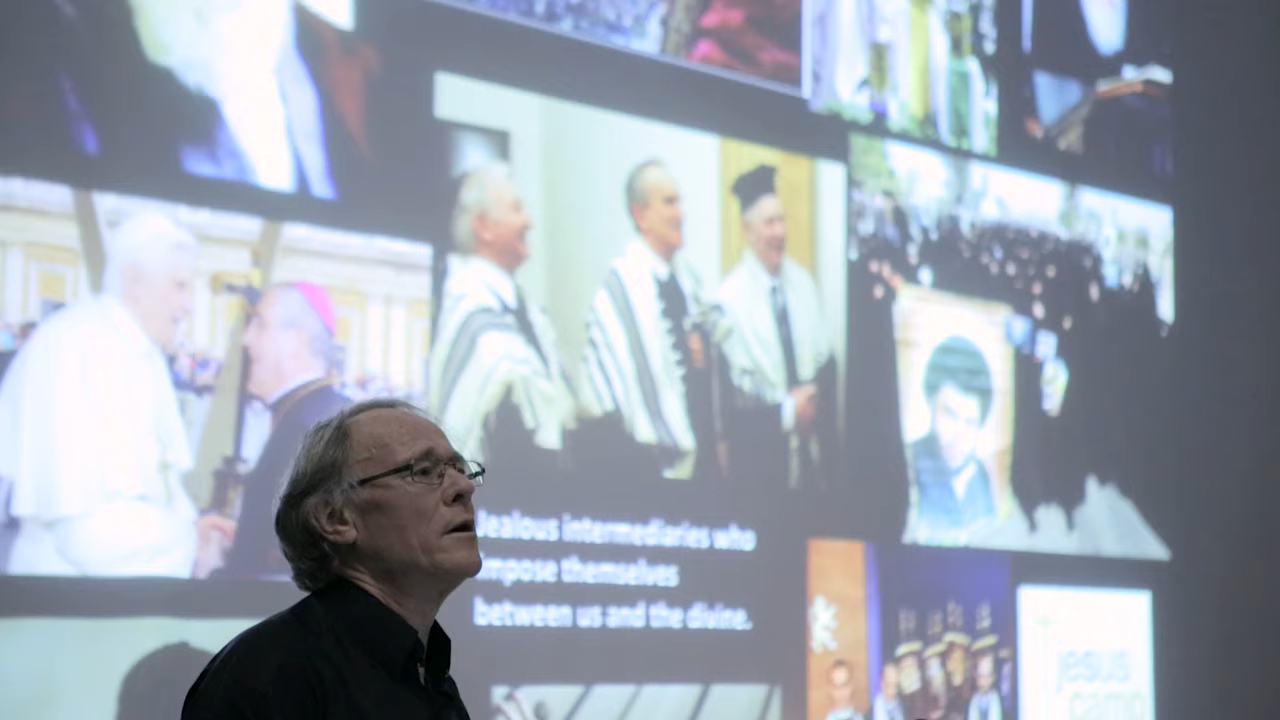 Jealous intermediaries who
impose themselves
between us and the divine.
jesus
camp